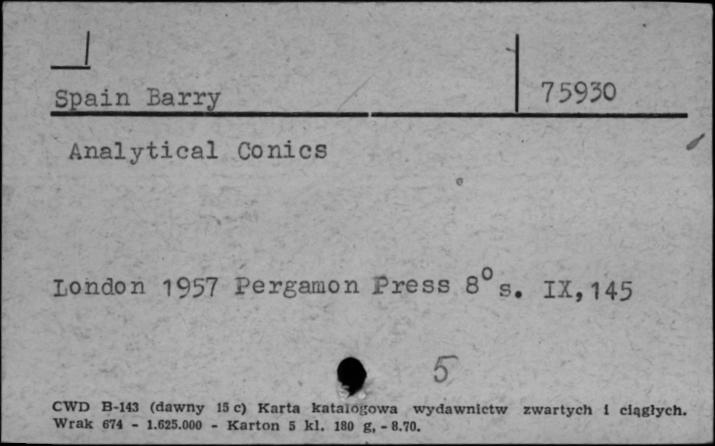 Spain Barry 75930
Analytical Conics
London 1957 Pergamon Press 8° s. IX,145
5
CWD B-143 (dawny 15 c) Karta katalogowa wydawnictw zwartych i ciągłych.
Wrak 674 - 1.625.000 - Karton 5 kl. 180 g, - 8.70.